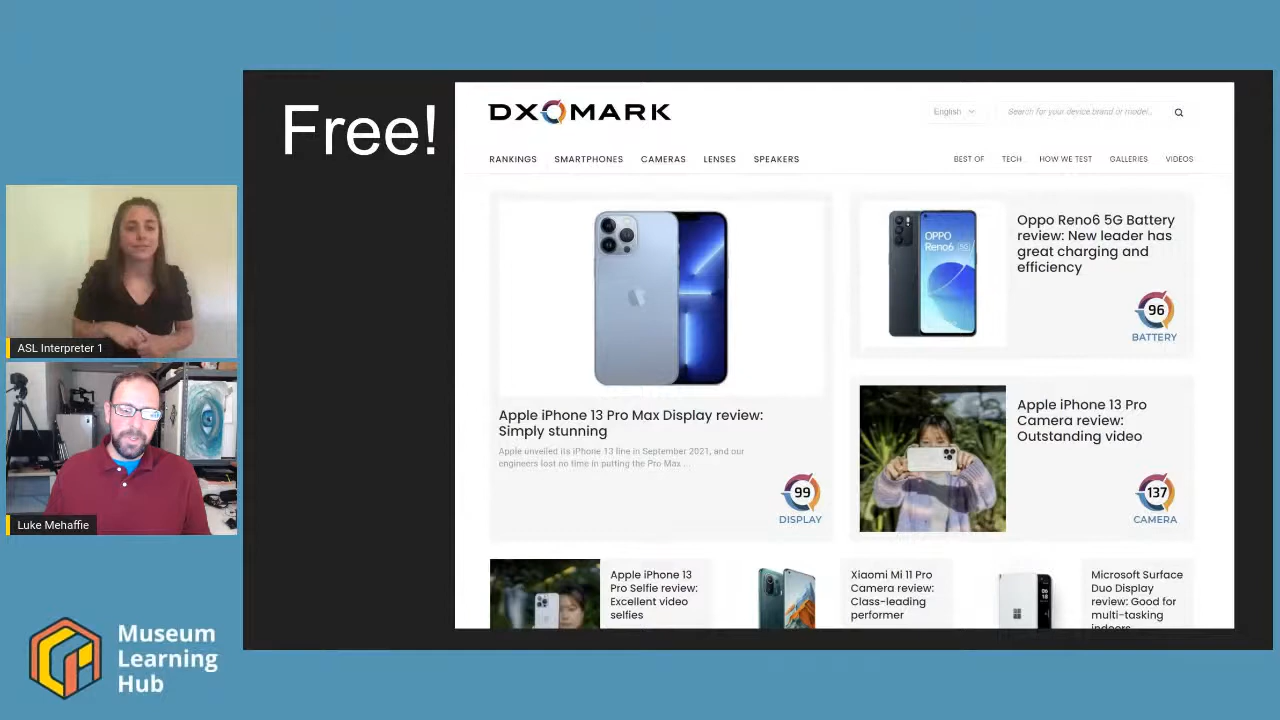 Free!
DXOMARK
English
Search for your device,brand or model..
RANKINGS SMARTPHONES CAMERAS LENSES SPEAKERS
BEST OF TECH HOW WE TEST GALLERIES VIDEOS
Apple iPhone 13 Pro Max Display review:
Simply stunning
Apple unveiled its iPhone 13 line in September 2021, and our
engineers lost no time in putting the Pro Max ...
99
DISPLAY
OPPO
Reno6 5G
Oppo Reno6 5G Battery
review: New leader has
great charging and
efficiency
96
BATTERY
Apple iPhone 13 Pro
Camera review:
Outstanding video
137
CAMERA
Apple iPhone 13
Pro Selfie review:
Excellent video
selfies
Xiaomi Mi 11 Pro
Camera review:
Class-leading
performer
Microsoft Surface
Duo Display
review: Good for
multi-tasking
indoors
ASL Interpreter 1
Luke Mehaffie
Museum
Learning
Hub